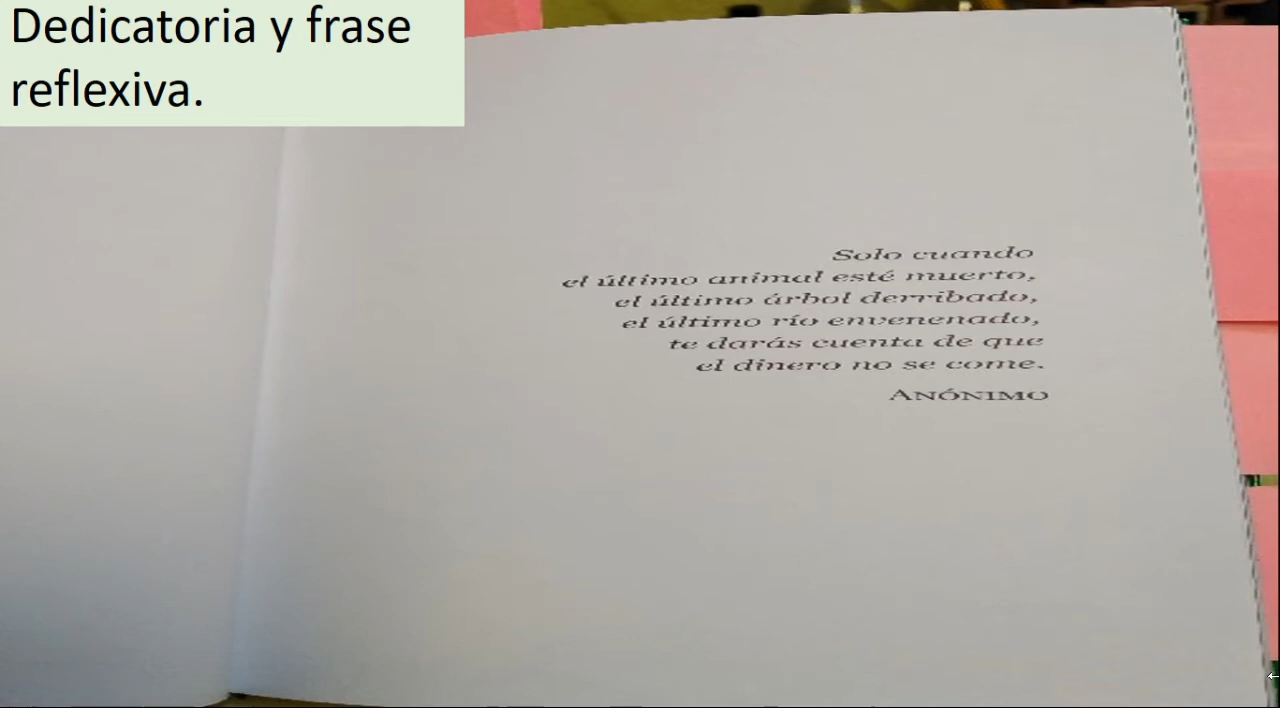 Dedicatoria y frase
reflexiva.
Solo cuando
el último animal esté muerto,
el último árbol derribado,
el último río envenenado,
te darás cuenta de que
el dinero no se come.
ANÓNIMO